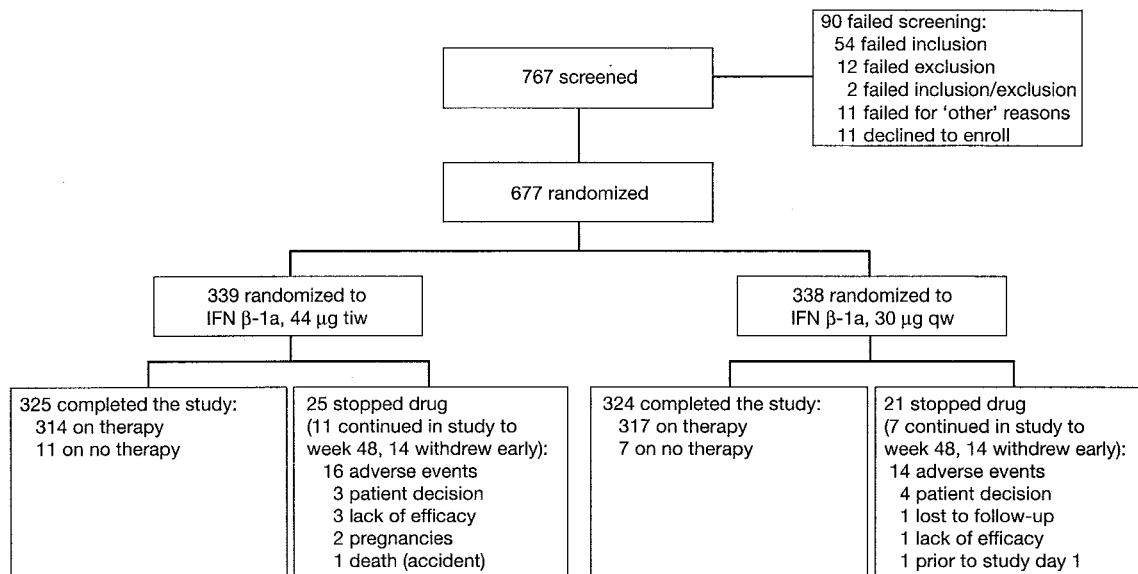 90 failed screening:
54 failed inclusion
12 failed exclusion
2 failed inclusion/exclusion
11 failed for ‘other’ reasons
11 declined to enroll
767 screened
677 randomized
339 randomized to
IFN β-1a, 44 µg tiw
338 randomized to
IFN β-1a, 30 µg qw
325 completed the study:
314 on therapy
11 on no therapy
25 stopped drug
(11 continued in study to
week 48, 14 withdrew early):
16 adverse events
3 patient decision
3 lack of efficacy
2 pregnancies
1 death (accident)
324 completed the study:
317 on therapy
7 on no therapy
21 stopped drug
(7 continued in study to
week 48, 14 withdrew early):
14 adverse events
4 patient decision
1 lost to follow-up
1 lack of efficacy
1 prior to study day 1